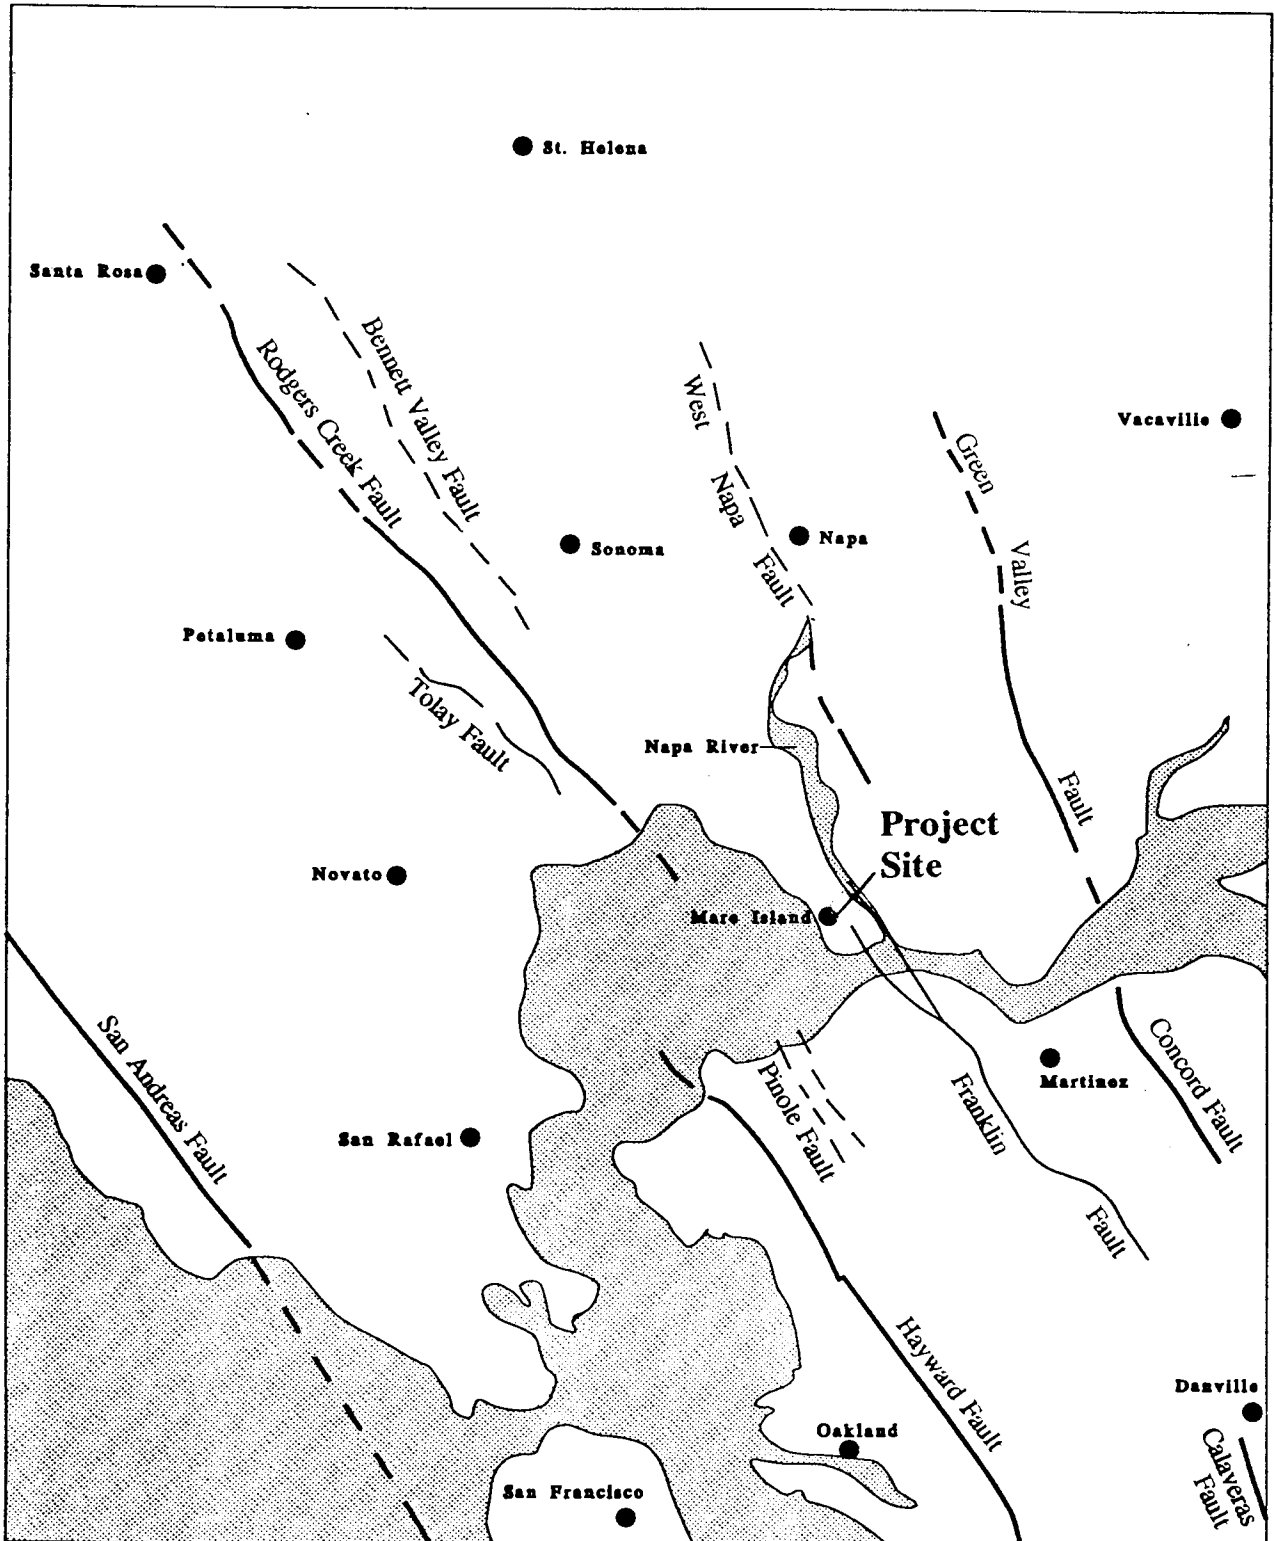 St. Helena
Santa Rosa
Bennett Valley Fault
Rodgers Creek Fault
West Napa Fault
Green Valley Fault
Vacaville
Napa
Sonoma
Petaluma
Tolay Fault
Napa River
Project
Site
Novato
Mare Island
San Andreas Fault
Concord Fault
Martinez
Pinole Fault
Franklin Fault
San Rafael
Hayward Fault
Danville
Oakland
Calaveras
Fault
San Francisco